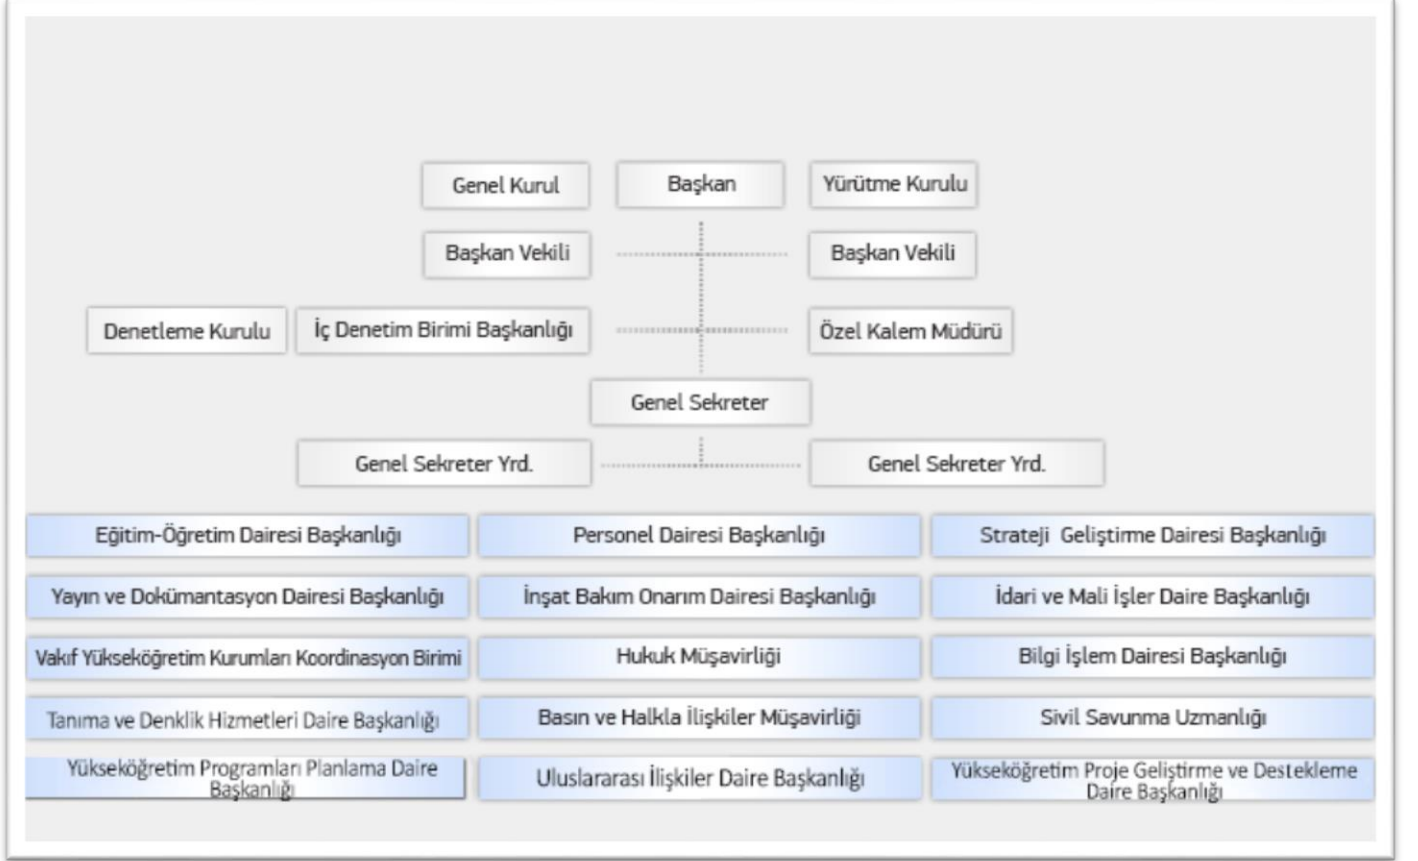 Genel Kurul
Başkan
Yürütme Kurulu
Başkan Vekili
Başkan Vekili
Denetleme Kurulu
İç Denetim Birimi Başkanlığı
Özel Kalem Müdürü
Genel Sekreter
Genel Sekreter Yrd.
Genel Sekreter Yrd.
Eğitim-Öğretim Dairesi Başkanlığı
Personel Dairesi Başkanlığı
Strateji Geliştirme Dairesi Başkanlığı
Yayın ve Dokümantasyon Dairesi Başkanlığı
İnşat Bakım Onarım Dairesi Başkanlığı
İdari ve Mali İşler Daire Başkanlığı
Vakıf Yükseköğretim Kurumları Koordinasyon Birimi
Hukuk Müşavirliği
Bilgi İşlem Dairesi Başkanlığı
Tanıma ve Denklik Hizmetleri Daire Başkanlığı
Basın ve Halkla İlişkiler Müşavirliği
Sivil Savunma Uzmanlığı
Yükseköğretim Programları Planlama Daire
Başkanlığı
Uluslararası İlişkiler Daire Başkanlığı
Yükseköğretim Proje Geliştirme ve Destekleme
Daire Başkanlığı